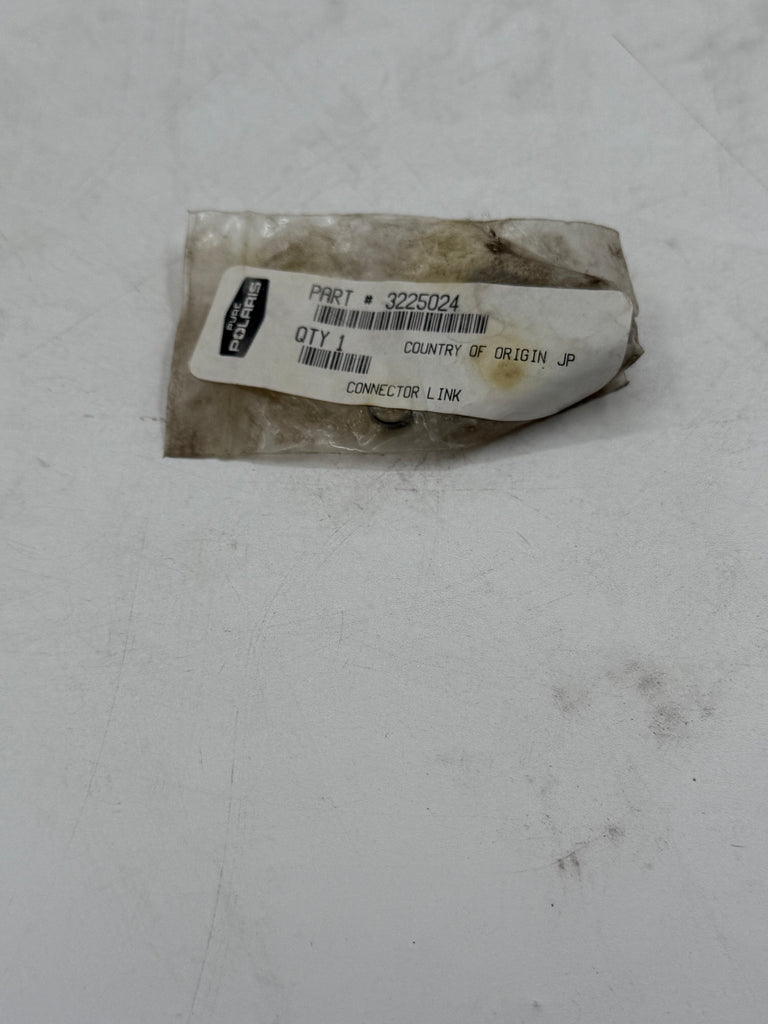 PURE
POLARIS
PART # 3225024
QTY 1
COUNTRY OF ORIGIN JP
CONNECTOR LINK